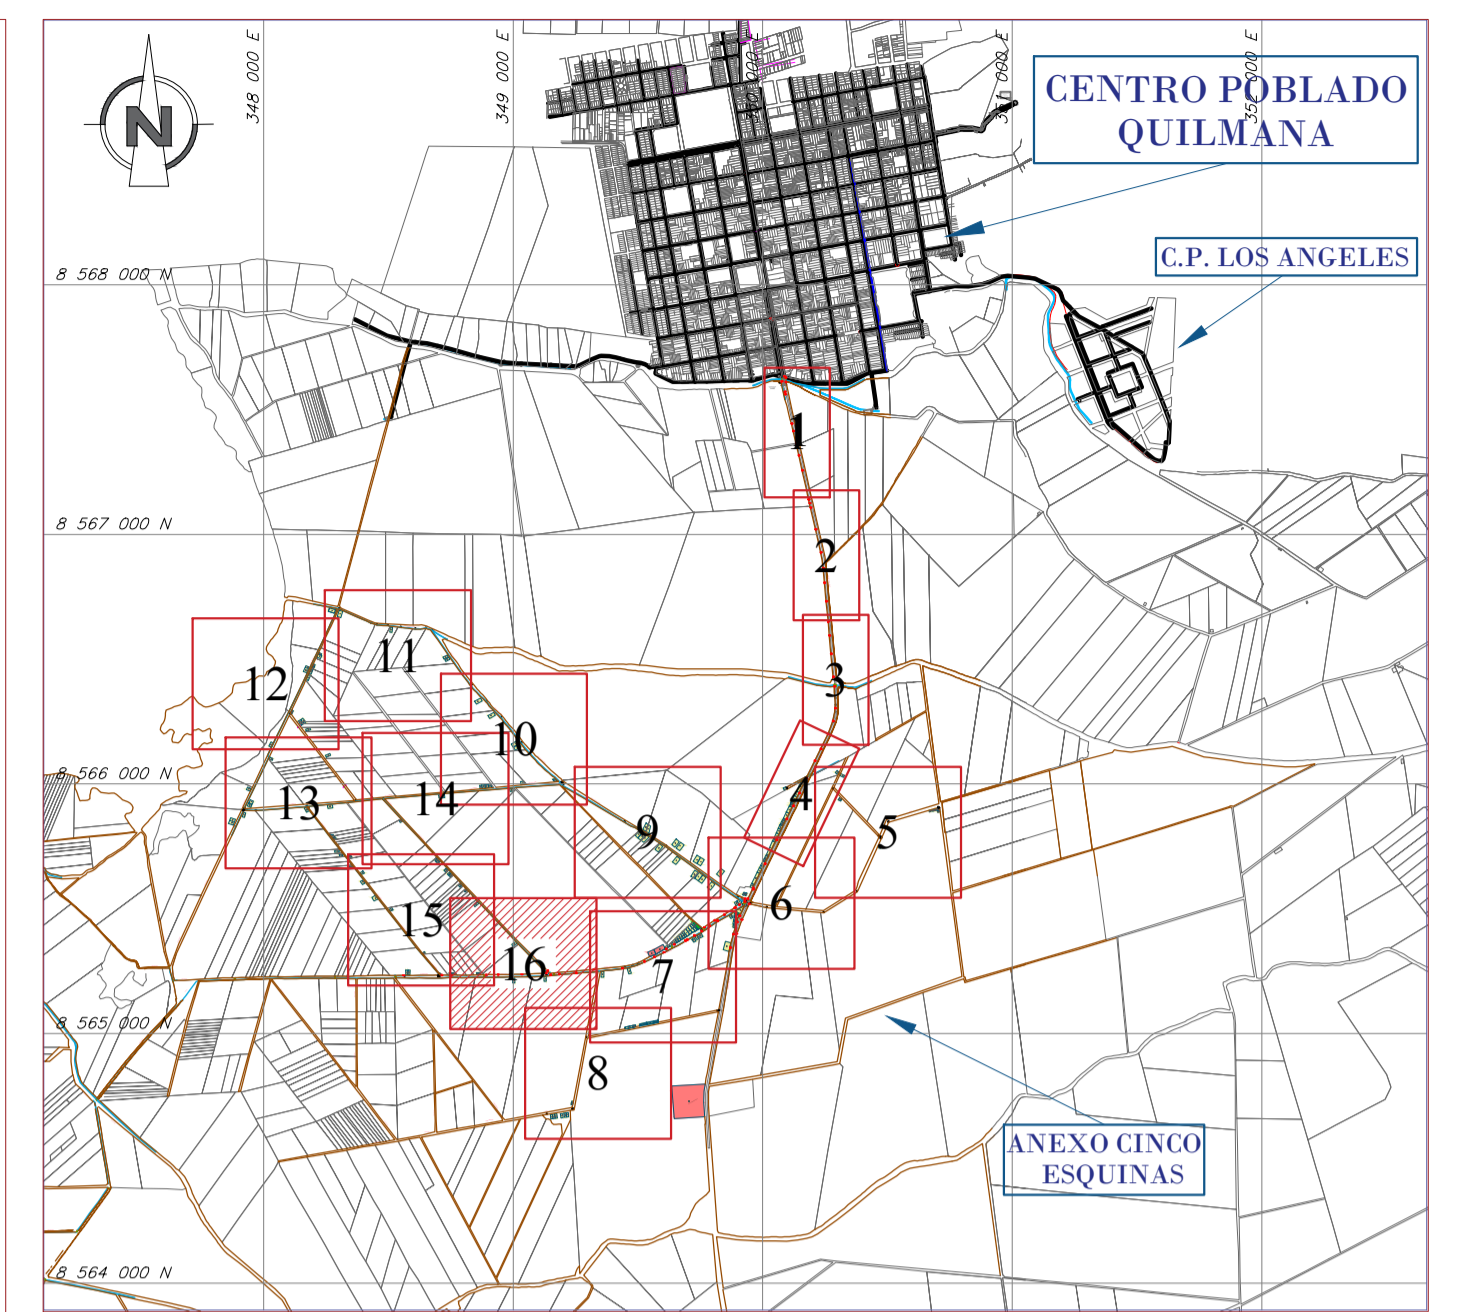 348 000 E
349 000 E
350 000 E
351 000 E
352 000 E
N
CENTRO POBLADO
QUILMANA
C.P. LOS ANGELES
8 568 000 N
1
8 567 000 N
2
11
12
3
10
8 566 000 N
13
14
4
9
5
6
15
16
7
8 565 000 N
8
ANEXO CINCO
ESQUINAS
8 564 000 N